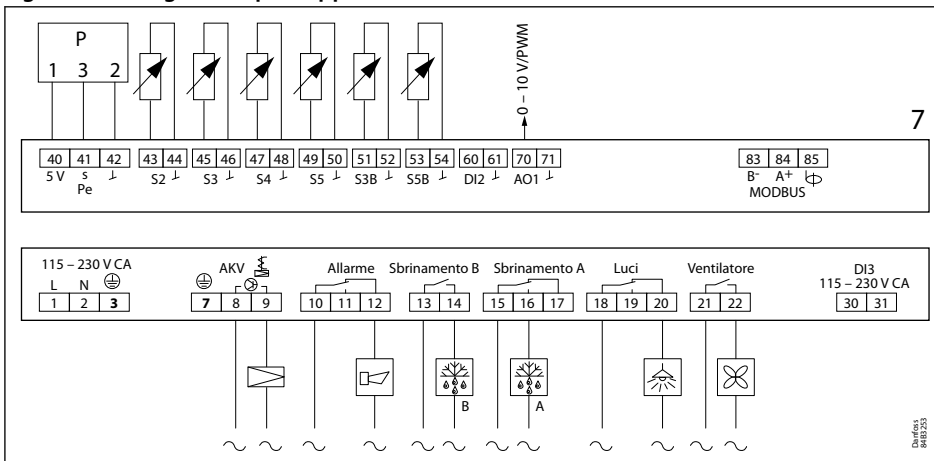 P
1 3 2
0 – 10 V/PWM
7
40 41 42 43 44 45 46 47 48 49 50 51 52 53 54 60 61 70 71 83 84 85
5 V s S2 S3 S4 S5 S3B S5B DI2 AO1 B- A+
Pe MODBUS
115 – 230 V CA AKV Allarme Sbrinamento B Sbrinamento A Luci Ventilatore DI3
L N 115 – 230 V CA
1 2 3 7 8 9 10 11 12 13 14 15 16 17 18 19 20 21 22 30 31
B A
Danfoss
84B3253